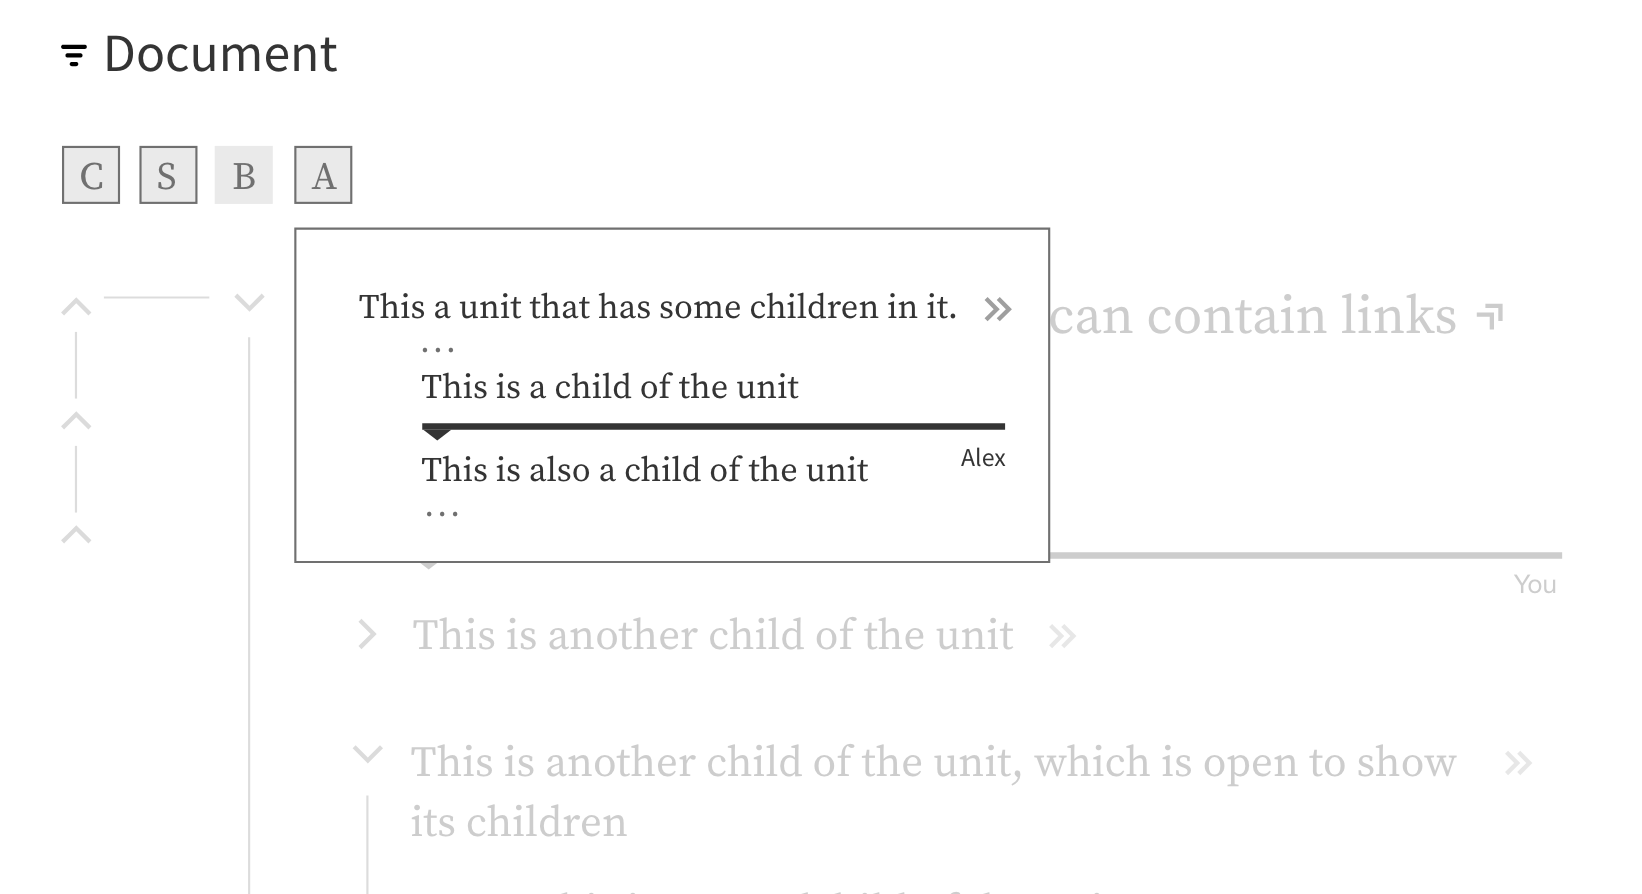 Document
C S B A
This a unit that has some children in it.
...
This is a child of the unit
This is also a child of the unit
Alex
...
can contain links
You
This is another child of the unit
This is another child of the unit, which is open to show
its children